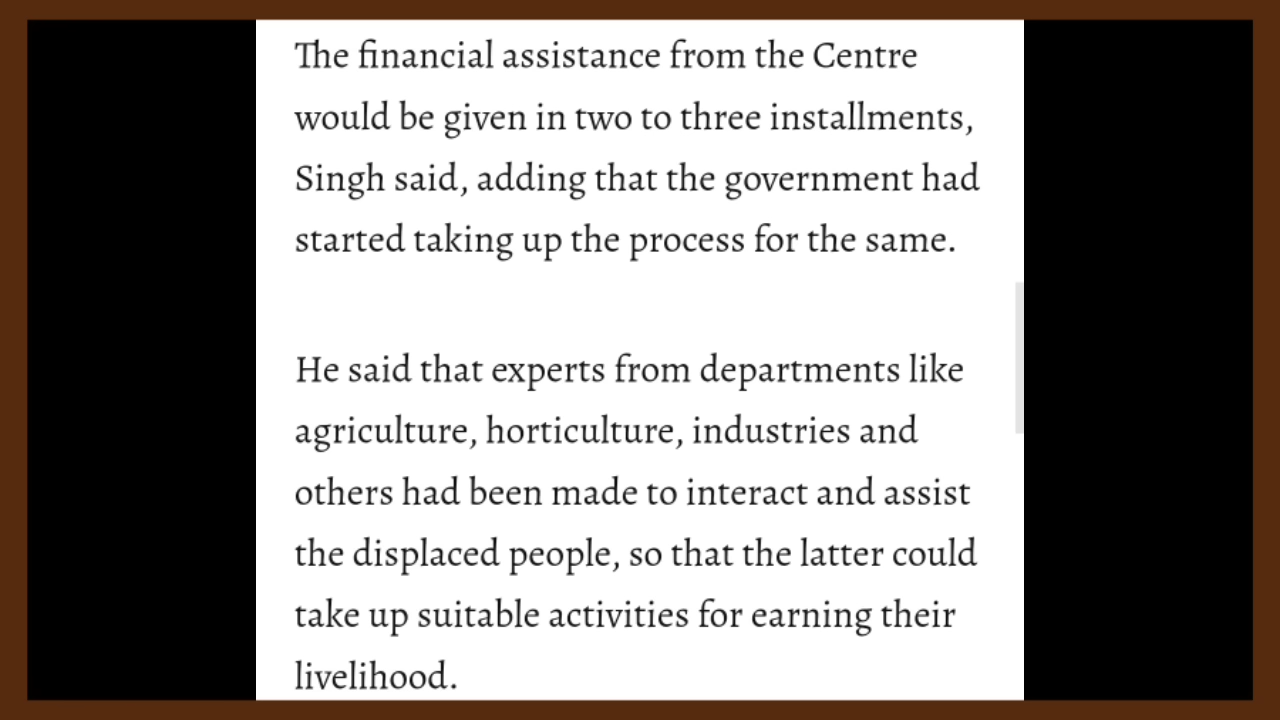 The financial assistance from the Centre
would be given in two to three installments,
Singh said, adding that the government had
started taking up the process for the same.
He said that experts from departments like
agriculture, horticulture, industries and
others had been made to interact and assist
the displaced people, so that the latter could
take up suitable activities for earning their
livelihood.